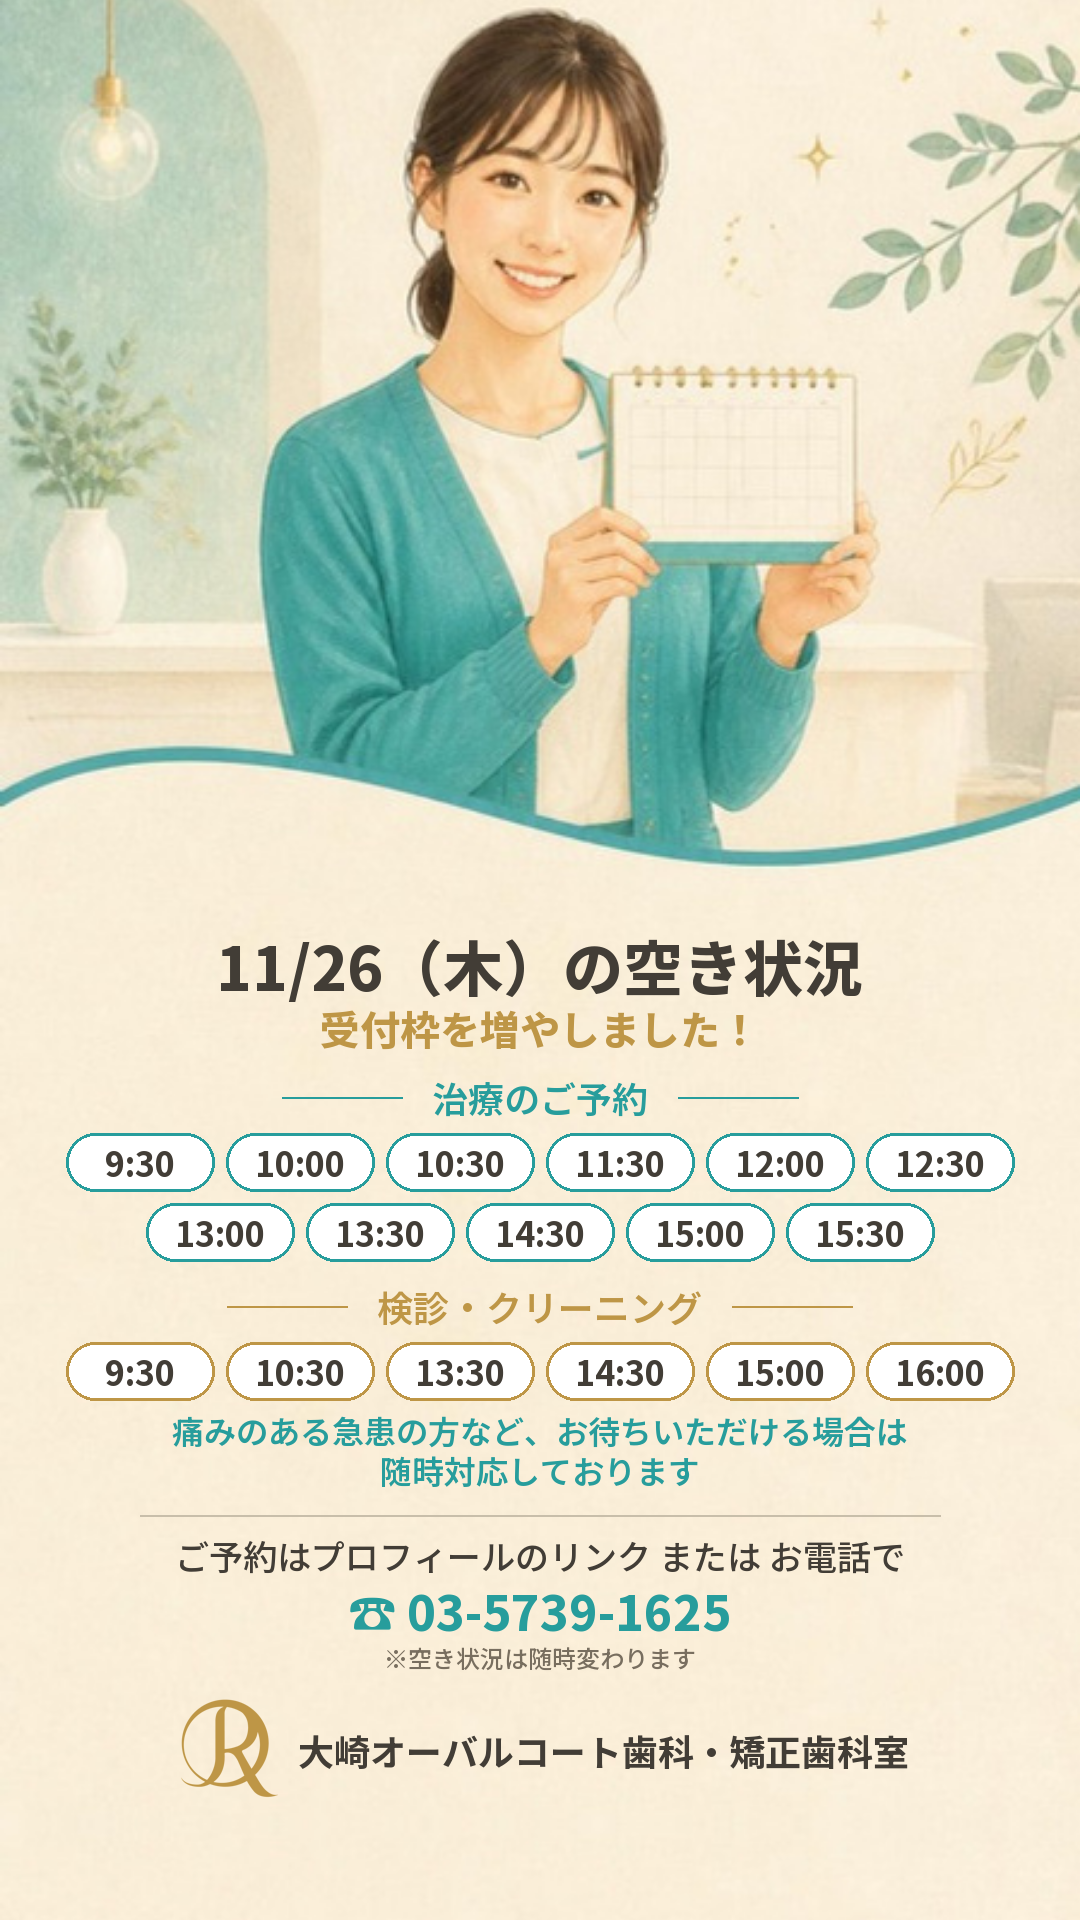 11/26（木）の空き状況
受付枠を増やしました！
治療のご予約
9:30 10:00 10:30 11:30 12:00 12:30
13:00 13:30 14:30 15:00 15:30
検診・クリーニング
9:30 10:30 13:30 14:30 15:00 16:00
痛みのある急患の方など、お待ちいただける場合は
随時対応しております
ご予約はプロフィールのリンク または お電話で
☎ 03-5739-1625
※空き状況は随時変わります
大崎オーバルコート歯科・矯正歯科室